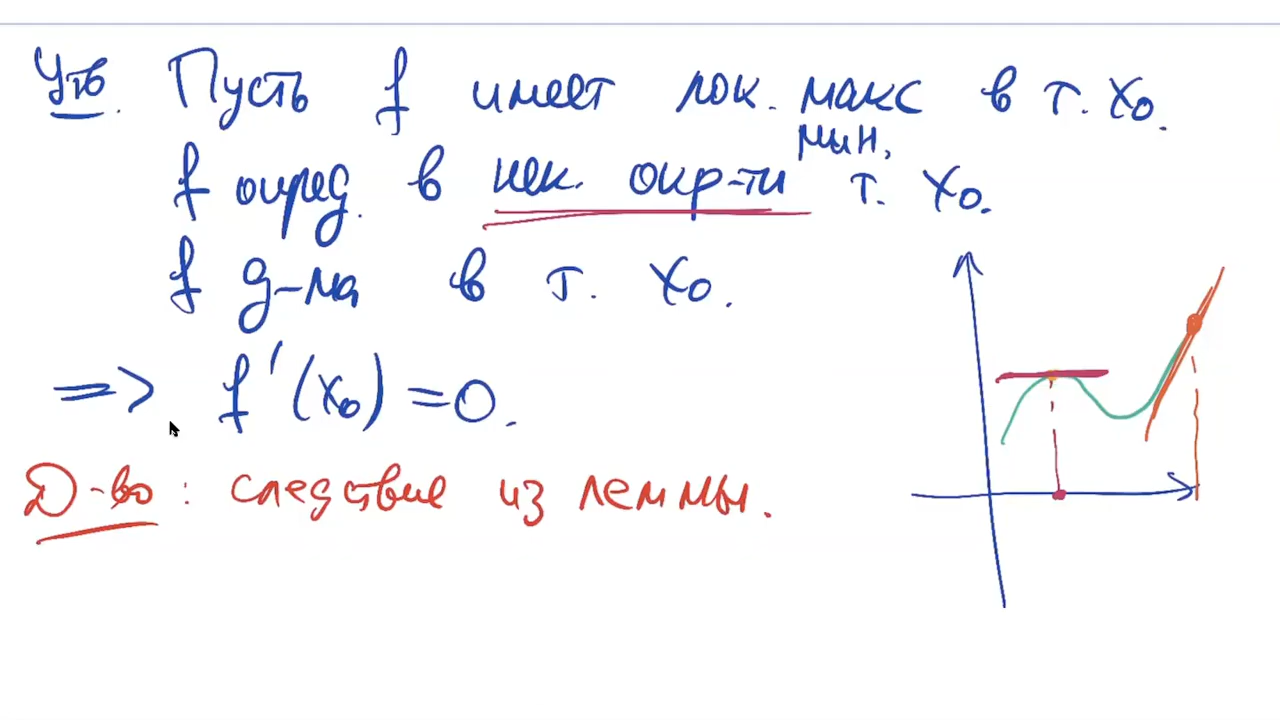 Утв. Пусть f имеет лок. макс в т. x₀.
мин.
f опред. в нек. окр-ти т. x₀.
f д-ма в т. x₀.
=> f'(x₀) = 0.
Д-во: следствие из леммы.